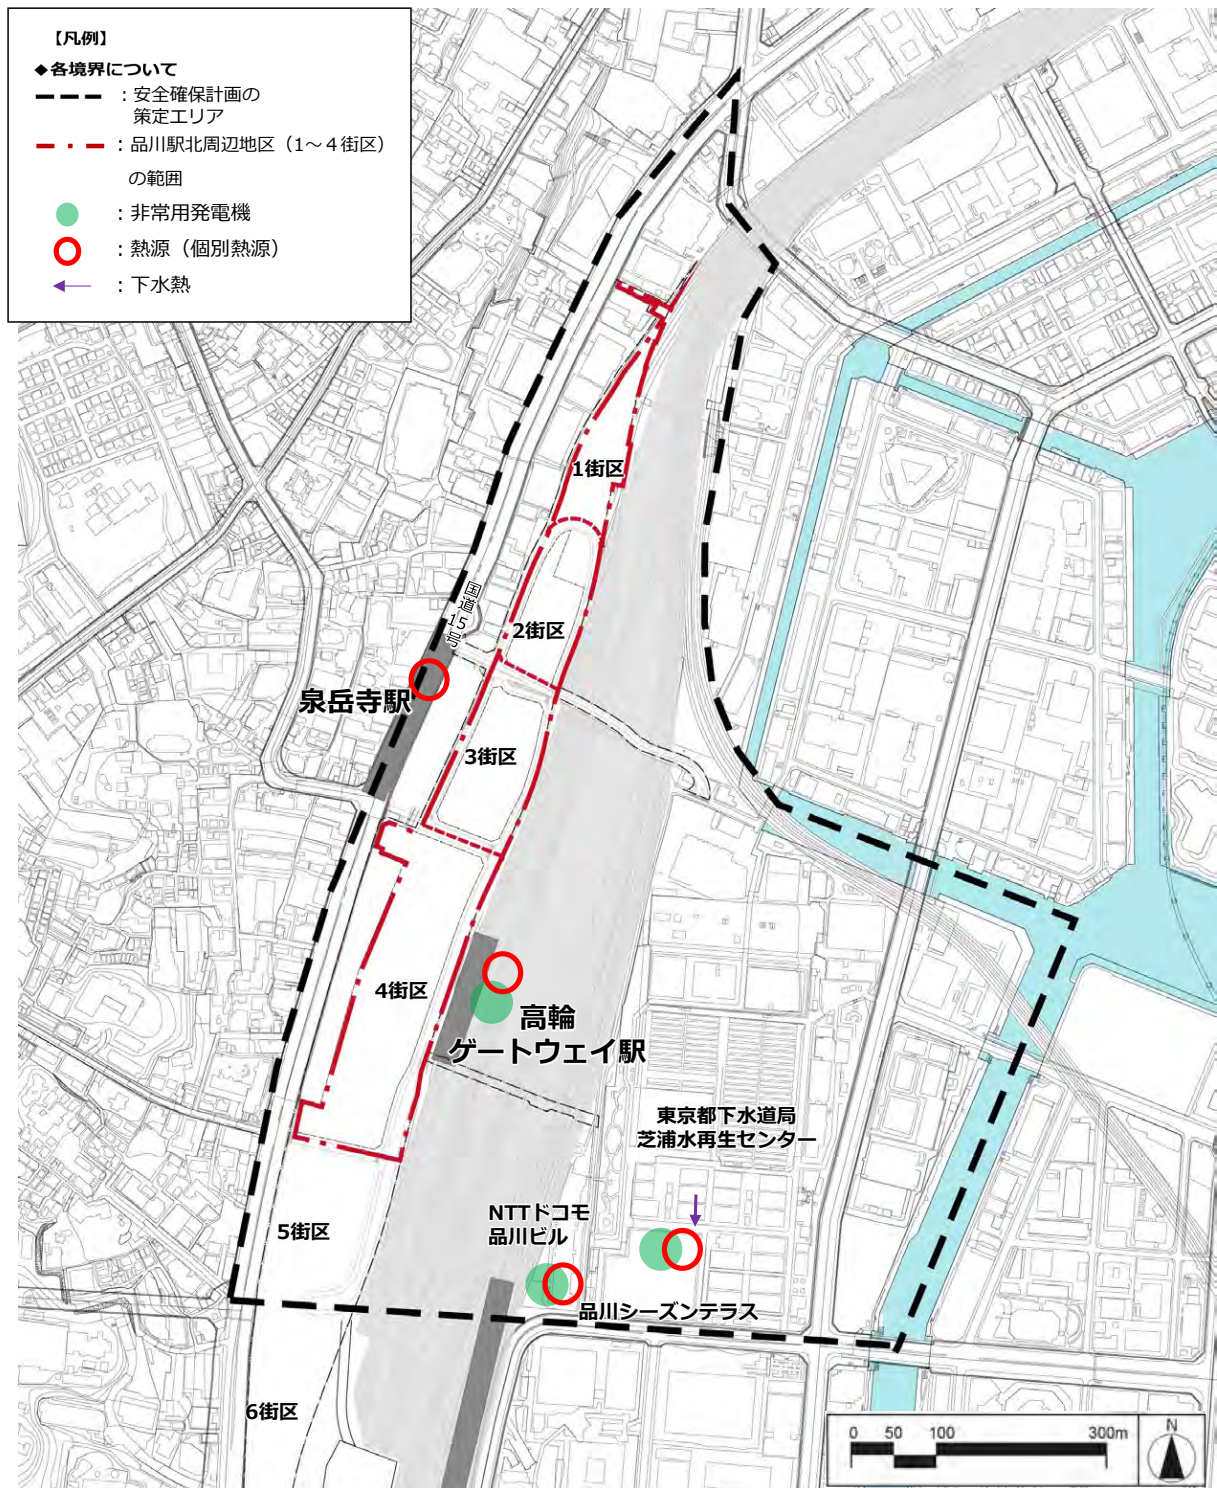 【凡例】
◆各境界について
：安全確保計画の
策定エリア
：品川駅北周辺地区（1～４街区）
の範囲
：非常用発電機
：熱源（個別熱源）
：下水熱
1街区
国道15号
2街区
泉岳寺駅
3街区
4街区
高輪
ゲートウェイ駅
東京都下水道局
芝浦水再生センター
NTTドコモ
品川ビル
5街区
品川シーズンテラス
6街区
0 50 100 300m
N